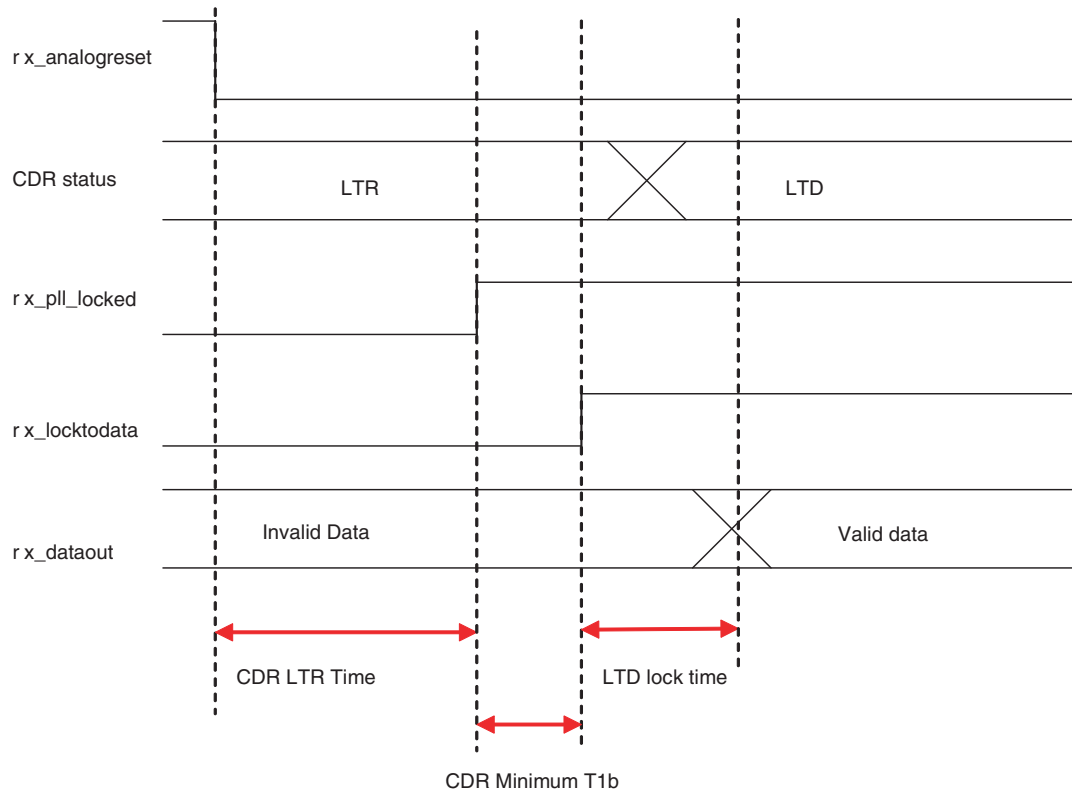 r x_analogreset
CDR status
LTR
LTD
r x_pll_locked
r x_locktodata
Invalid Data
Valid data
r x_dataout
CDR LTR Time
LTD lock time
CDR Minimum T1b